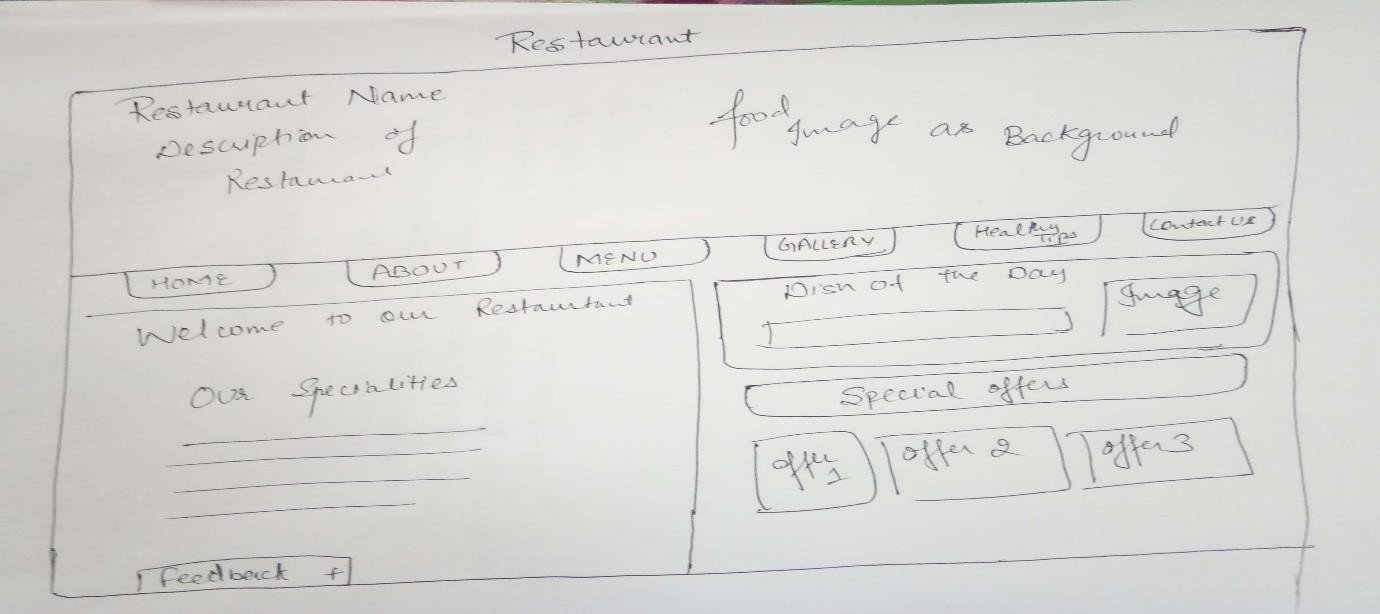 Restaurant
Restaurant Name
Description of
Restaurant
food Image as Background
HOME
ABOUT
MENU
GALLERY
Healthy Tips
Contact Us
Welcome to our Restaurtant
Our Specialities
Feedback +
Dish of the Day
Image
Special offers
offer 1
offer 2
offer 3